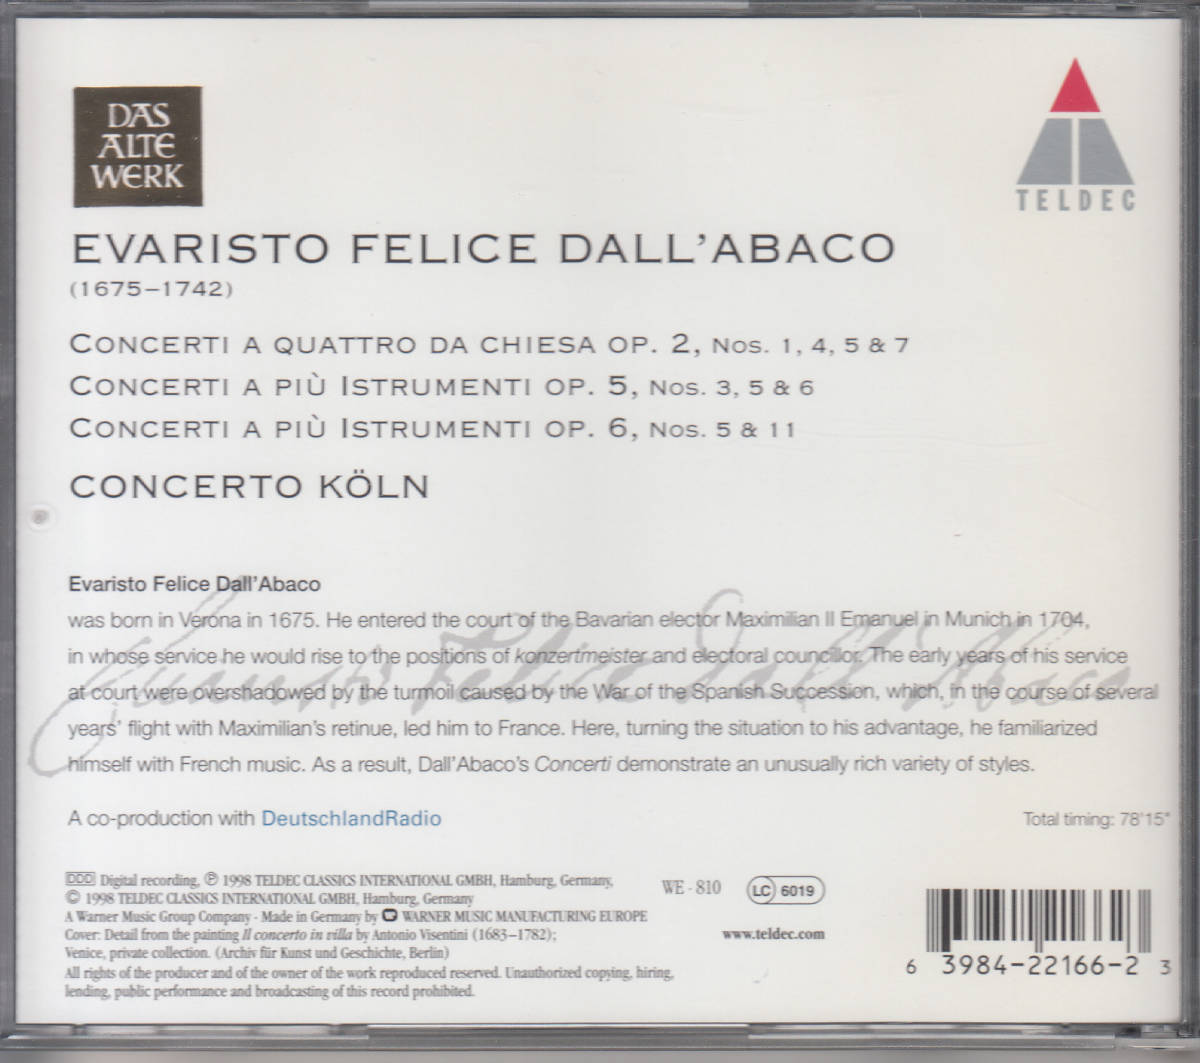 DAS
ALTE
WERK
TELDEC
EVARISTO FELICE DALL'ABACO
(1675–1742)
CONCERTI A QUATTRO DA CHIESA OP. 2, NOS. 1, 4, 5 & 7
CONCERTI A PIÙ ISTRUMENTI OP. 5, NOS. 3, 5 & 6
CONCERTI A PIÙ ISTRUMENTI OP. 6, NOS. 5 & 11
CONCERTO KÖLN
Evaristo Felice Dall'Abaco
was born in Verona in 1675. He entered the court of the Bavarian elector Maximilian II Emanuel in Munich in 1704,
in whose service he would rise to the positions of konzertmeister and electoral councillor. The early years of his service
at court were overshadowed by the turmoil caused by the War of the Spanish Succession, which, in the course of several
years' flight with Maximilian's retinue, led him to France. Here, turning the situation to his advantage, he familiarized
himself with French music. As a result, Dall'Abaco's Concerti demonstrate an unusually rich variety of styles.
Felice Dall'Abaco
A co-production with DeutschlandRadio
Total timing: 78'15"
DDD Digital recording, ℗ 1998 TELDEC CLASSICS INTERNATIONAL GMBH, Hamburg, Germany,
© 1998 TELDEC CLASSICS INTERNATIONAL GMBH, Hamburg, Germany
A Warner Music Group Company - Made in Germany by WARNER MUSIC MANUFACTURING EUROPE
Cover: Detail from the painting Il concerto in villa by Antonio Visentini (1683–1782);
Venice, private collection. (Archiv für Kunst und Geschichte, Berlin)
All rights of the producer and of the owner of the work reproduced reserved. Unauthorized copying, hiring,
lending, public performance and broadcasting of this record prohibited.
WE - 810
LC 6019
www.teldec.com
6 3984-22166-2 3